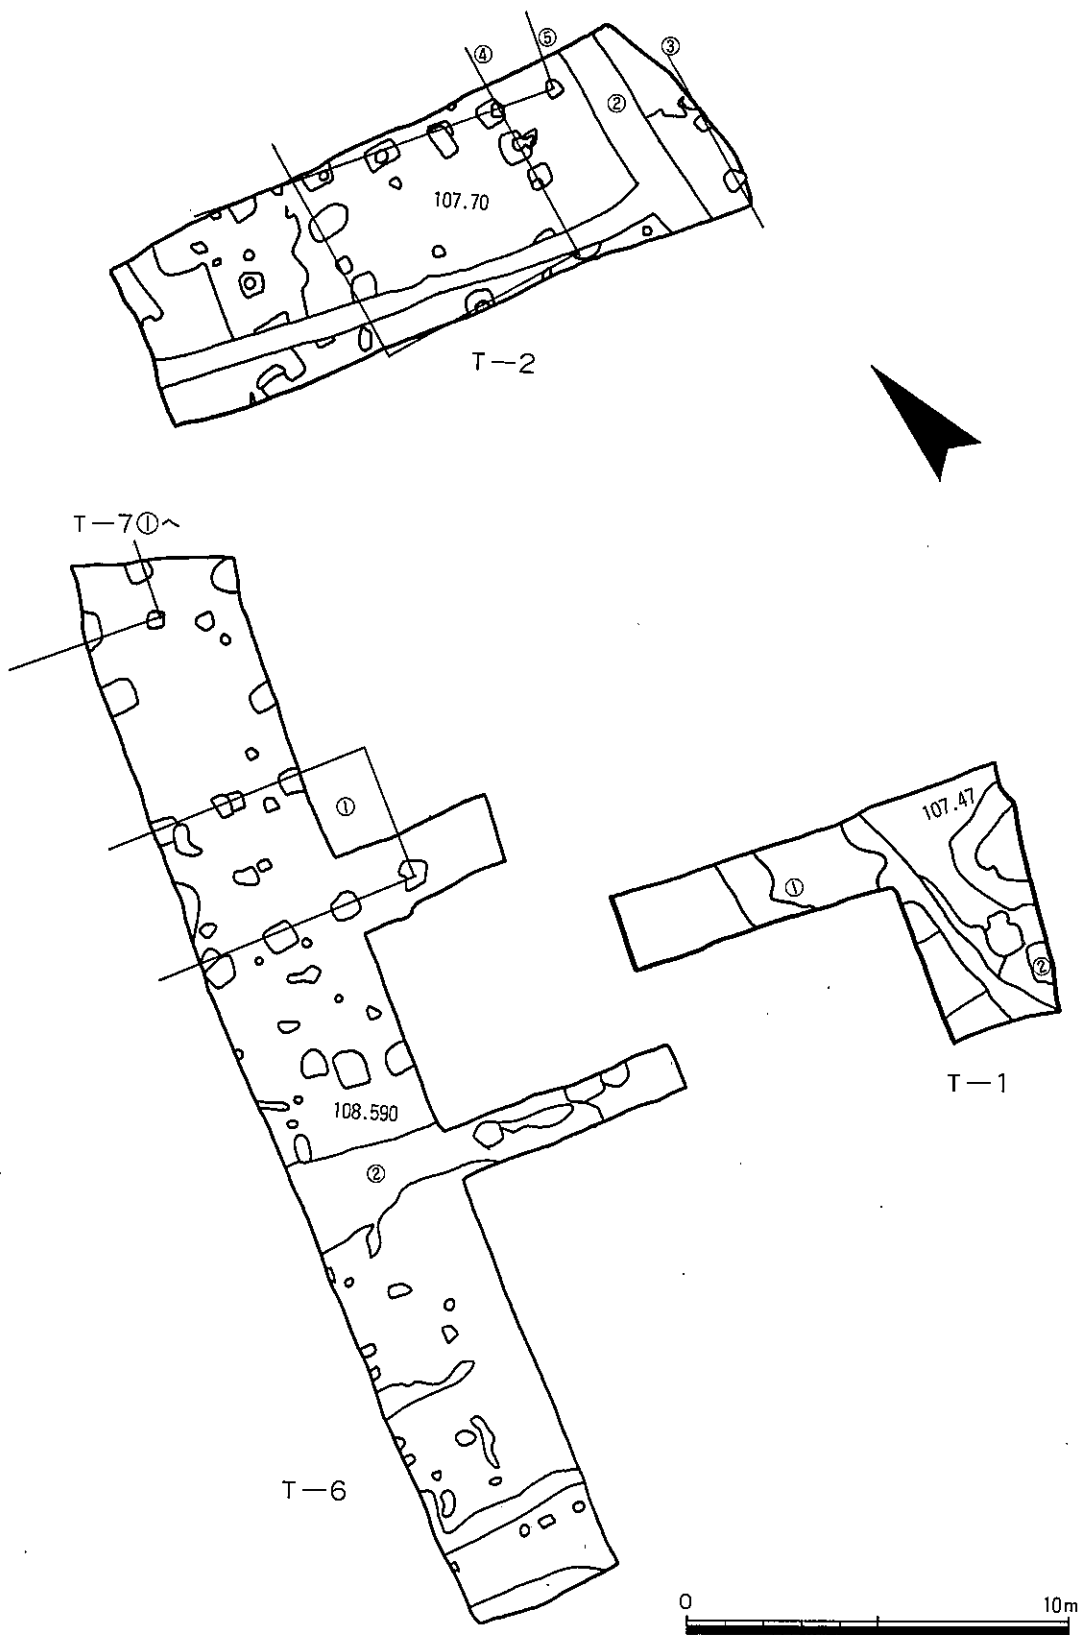 ⑤
④
③
②
107.70
T—2
T—7①へ
①
107.47
①
②
T—1
108.590
②
T—6
0 10m